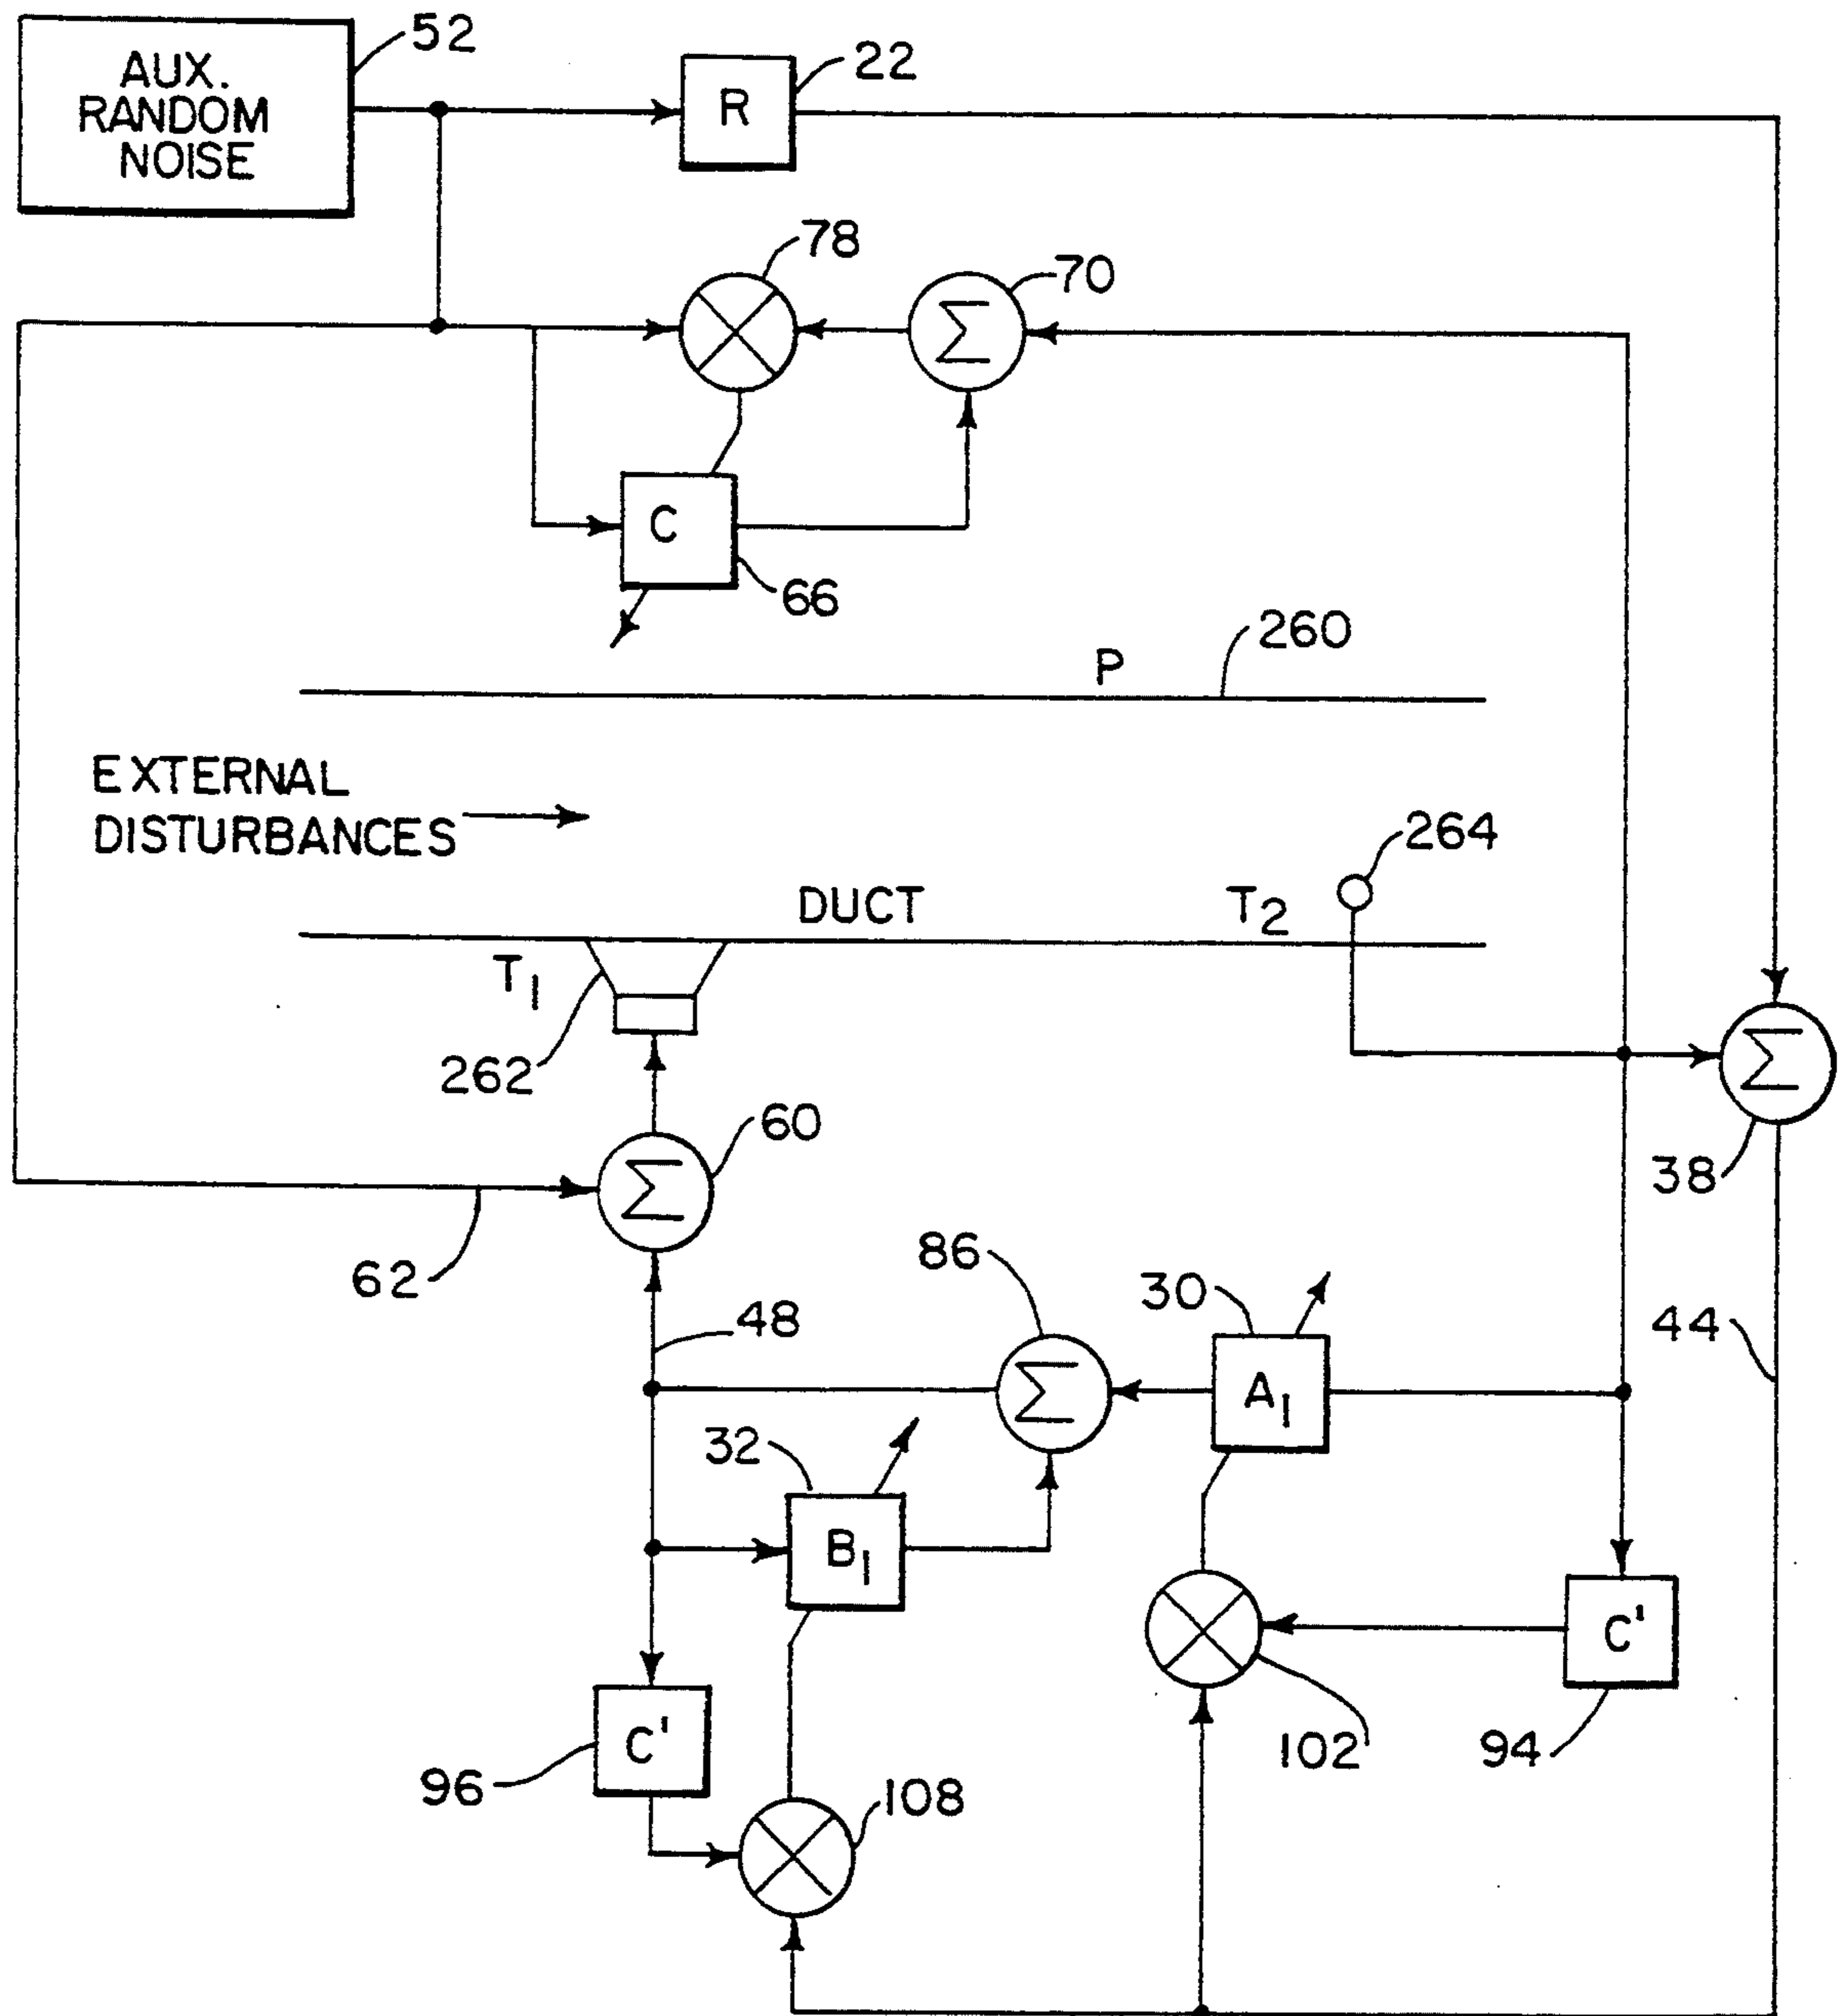 52
AUX.
RANDOM
NOISE
R
22
78
70
Σ
C
66
260
P
EXTERNAL
DISTURBANCES
264
DUCT
T2
T1
262
Σ
38
60
Σ
62
86
30
44
48
Σ
A1
32
B1
C'
102
94
C'
96
108